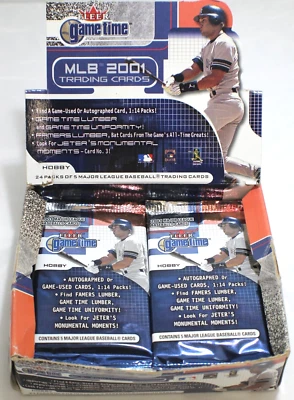 FLEER
game time
MLB 2001
TRADING CARDS
• Find A Game-Used Or Autographed Card, 1:14 Packs!
GAME TIME LUMBER
and GAME TIME UNIFORMITY!
FAMERS LUMBER, Bat Cards From The Game's All-Time Greats!
• Look For JETER'S MONUMENTAL
MOMENTS - Card No. 3!
HOBBY
24 PACKS OF 5 MAJOR LEAGUE BASEBALL® TRADING CARDS
FLEER
game time
HOBBY
• AUTOGRAPHED Or
GAME-USED CARDS, 1:14 PACKS!
• Find FAMERS LUMBER,
GAME TIME LUMBER,
GAME TIME UNIFORMITY!
• Look For JETER'S
MONUMENTAL MOMENTS!
CONTAINS 5 MAJOR LEAGUE BASEBALL® CARDS
FLEER
game time
HOBBY
• AUTOGRAPHED Or
GAME-USED CARDS, 1:14 PACKS!
• Find FAMERS LUMBER,
GAME TIME LUMBER,
GAME TIME UNIFORMITY!
• Look For JETER'S
MONUMENTAL MOMENTS!
CONTAINS 5 MAJOR LEAGUE BASEBALL® CARDS